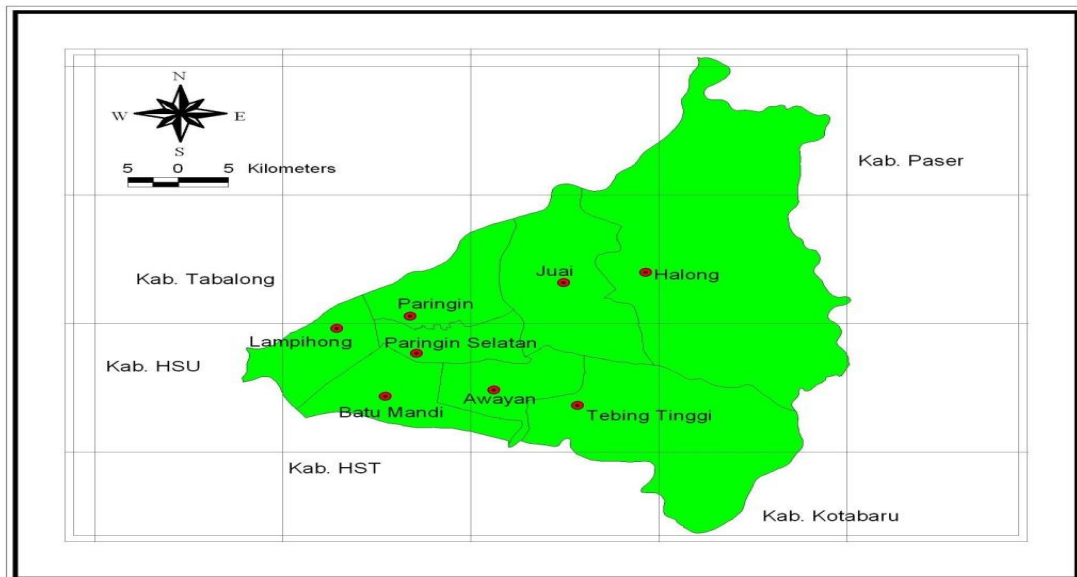 N
W E
S
5 0 5 Kilometers
Kab. Paser
Kab. Tabalong
Juai
Halong
Paringin
Lampihong
Paringin Selatan
Kab. HSU
Awayan
Batu Mandi
Tebing Tinggi
Kab. HST
Kab. Kotabaru